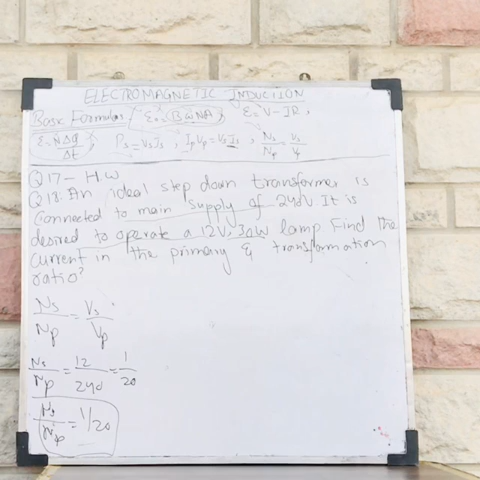 ELECTROMAGNETIC INDUCTION
Basic Formulas: ε₀ = BωNA, ε = V - IR,
ε = NΔφ/Δt, Ps = VsIs, IpVp = VsIs, Ns/Np = Vs/Vp
Q17- HW
Q18: An ideal step down transformer is
Connected to main supply of 240V It is
desired to operate a 12V, 30W lamp. Find the
current in the primary & transformation
ratio?
Ns/Np = Vs/Vp
Ns/Np = 12/240 = 1/20
Ns/Np = 1/20